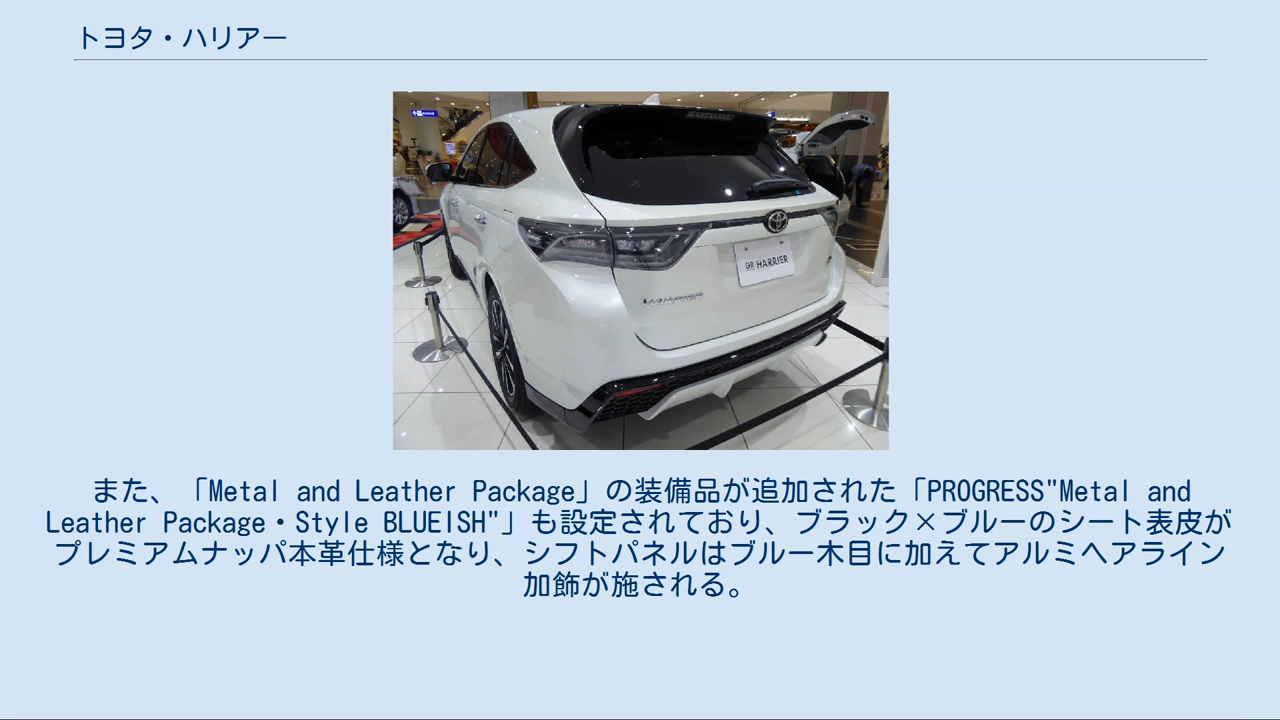 トヨタ・ハリアー
GR HARRIER
HARRIER
また、「Metal and Leather Package」の装備品が追加された「PROGRESS"Metal and
Leather Package・Style BLUEISH"」も設定されており、ブラック×ブルーのシート表皮が
プレミアムナッパ本革仕様となり、シフトパネルはブルー木目に加えてアルミヘアライン
加飾が施される。